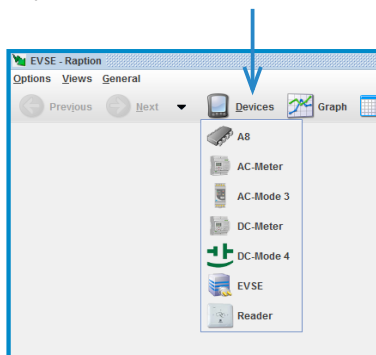 EVSE - Raption
Options Views General
Previous Next Devices Graph
A8
AC-Meter
AC-Mode 3
DC-Meter
DC-Mode 4
EVSE
Reader